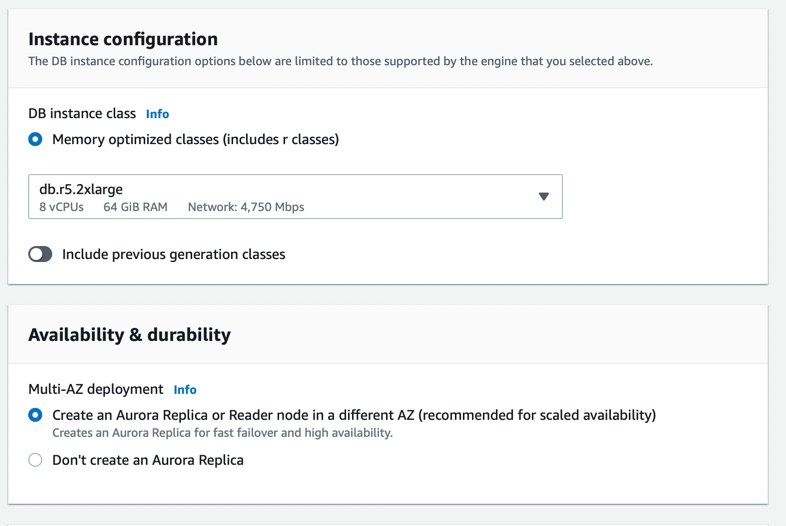 Instance configuration
The DB instance configuration options below are limited to those supported by the engine that you selected above.
DB instance class Info
Memory optimized classes (includes r classes)
db.r5.2xlarge
8 vCPUs 64 GiB RAM Network: 4,750 Mbps
Include previous generation classes
Availability & durability
Multi-AZ deployment Info
Create an Aurora Replica or Reader node in a different AZ (recommended for scaled availability)
Creates an Aurora Replica for fast failover and high availability.
Don't create an Aurora Replica